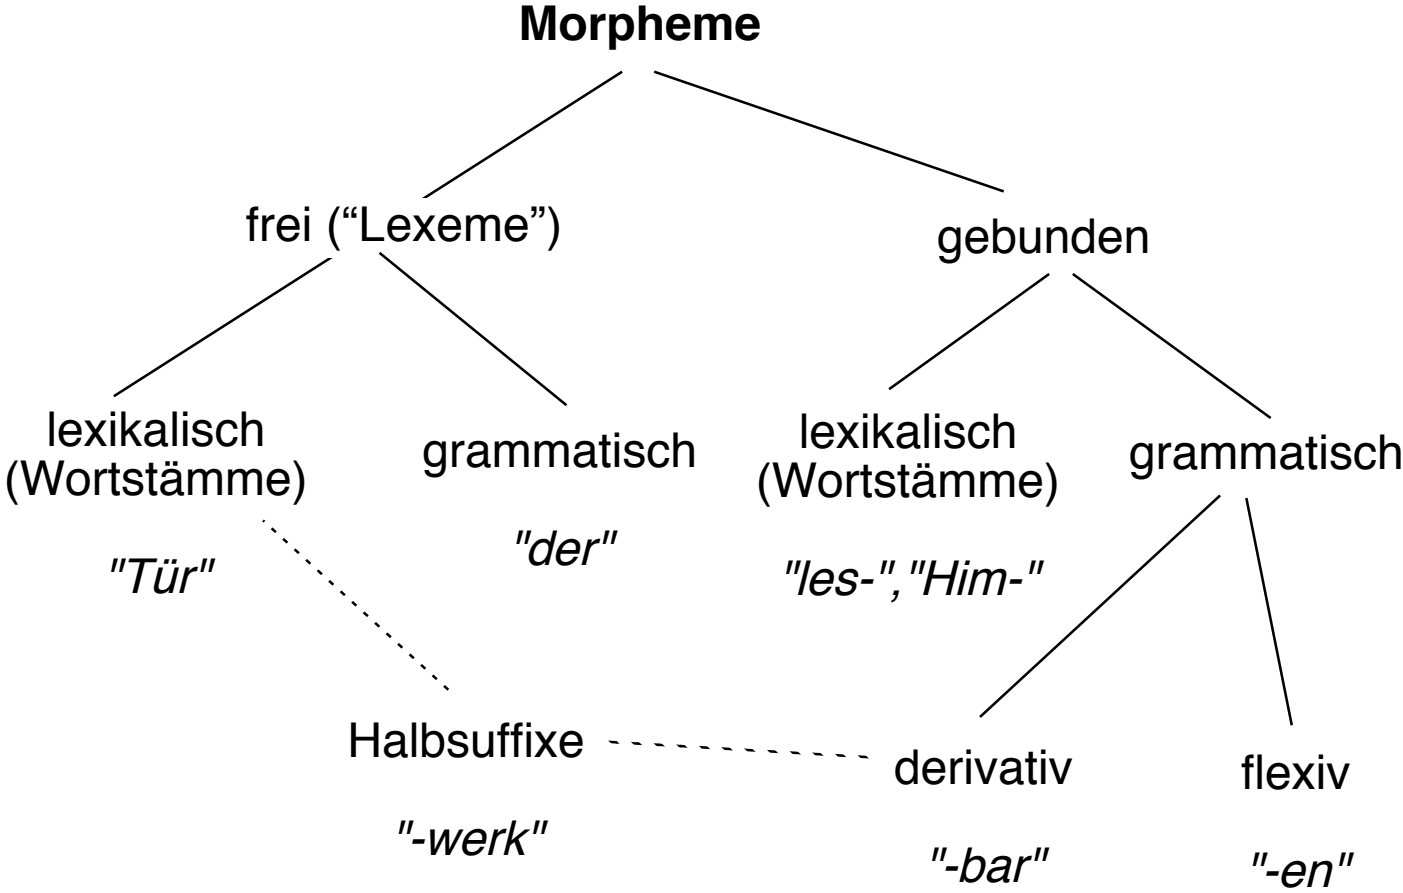 Morpheme
frei (“Lexeme”)
gebunden
lexikalisch
(Wortstämme)
"Tür"
grammatisch
"der"
lexikalisch
(Wortstämme)
"les-","Him-"
grammatisch
Halbsuffixe
"-werk"
derivativ
"-bar"
flexiv
"-en"